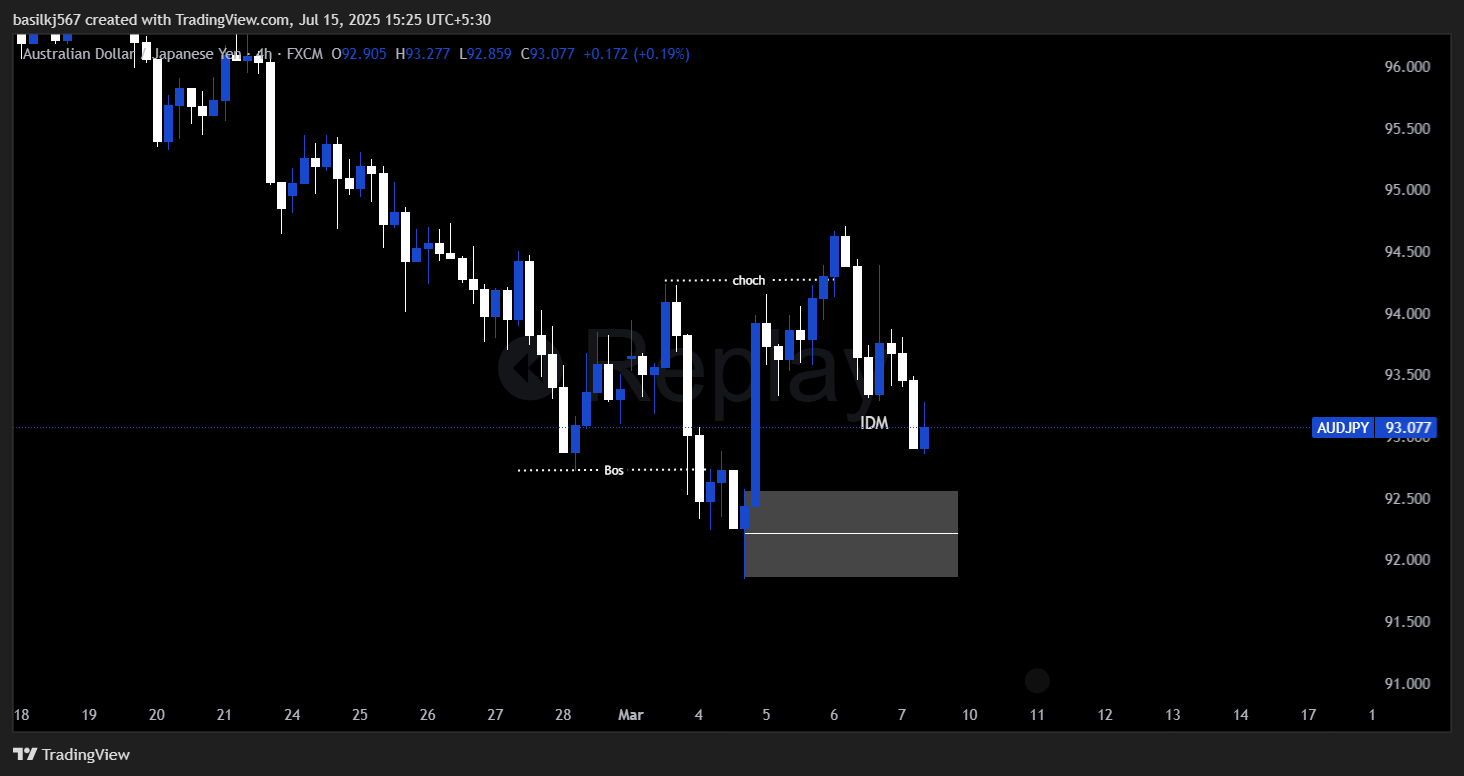 basilkj567 created with TradingView.com, Jul 15, 2025 15:25 UTC+5:30
Australian Dollar / Japanese Yen · 4h · FXCM O92.905 H93.277 L92.859 C93.077 +0.172 (+0.19%)
96.000
95.500
95.000
94.500
choch
94.000
Replay
93.500
IDM
AUDJPY 93.077
93.000
Bos
92.500
92.000
91.500
91.000
18 19 20 21 24 25 26 27 28 Mar 4 5 6 7 10 11 12 13 14 17 1
TradingView